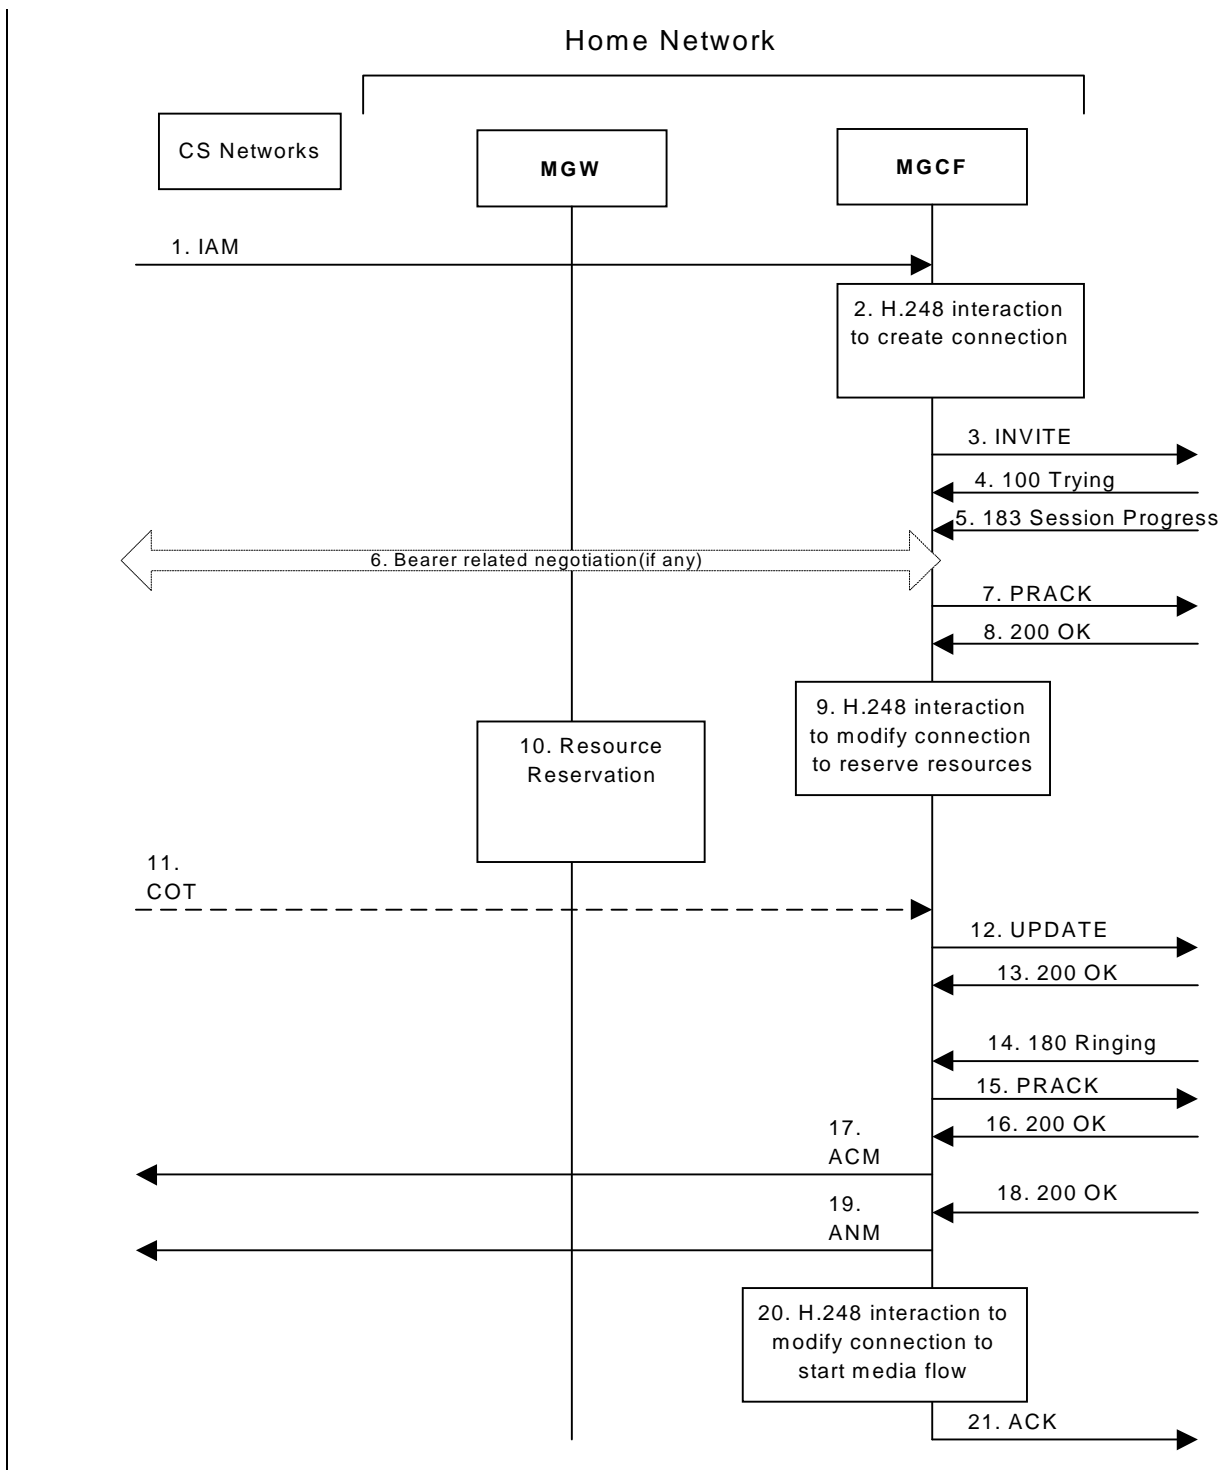 Home Network
CS Networks
MGW
MGCF
1. IAM
2. H.248 interaction
to create connection
3. INVITE
4. 100 Trying
5. 183 Session Progress
6. Bearer related negotiation(if any)
7. PRACK
8. 200 OK
9. H.248 interaction
to modify connection
to reserve resources
10. Resource
Reservation
11.
COT
12. UPDATE
13. 200 OK
14. 180 Ringing
15. PRACK
16. 200 OK
17.
ACM
18. 200 OK
19.
ANM
20. H.248 interaction to
modify connection to
start media flow
21. ACK